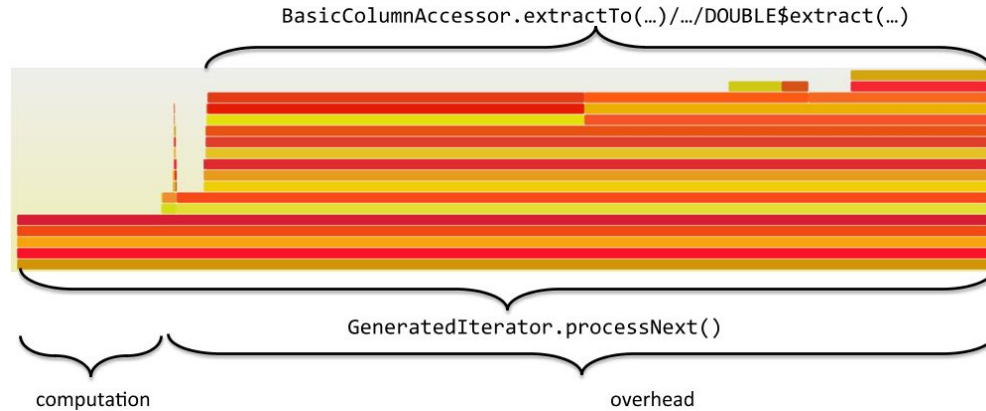 BasicColumnAccessor.extractTo(…)/…/DOUBLE$extract(…)
GeneratedIterator.processNext()
computation
overhead